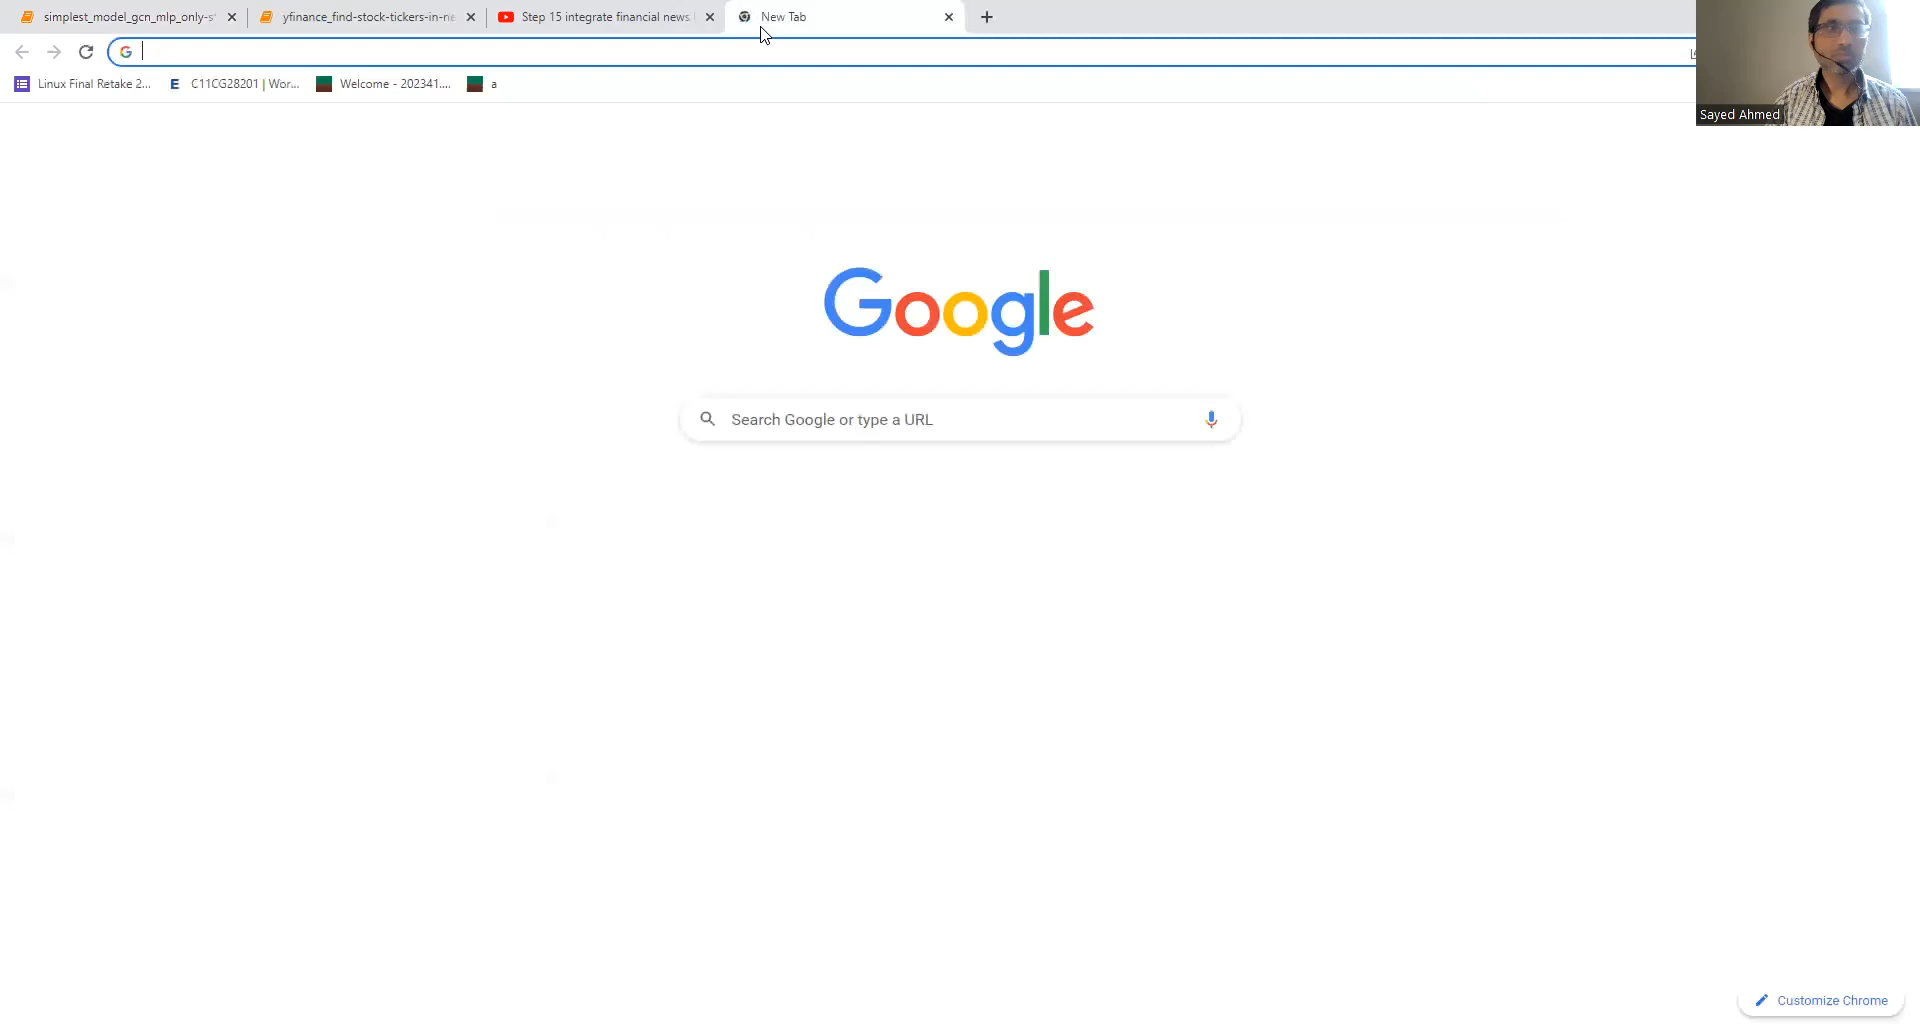 simplest_model_gcn_mlp_only-s
yfinance_find-stock-tickers-in-ne
Step 15 integrate financial news
New Tab
Linux Final Retake 2...
C11CG28201 | Wor...
Welcome - 202341....
a
Sayed Ahmed
Google
Search Google or type a URL
Customize Chrome